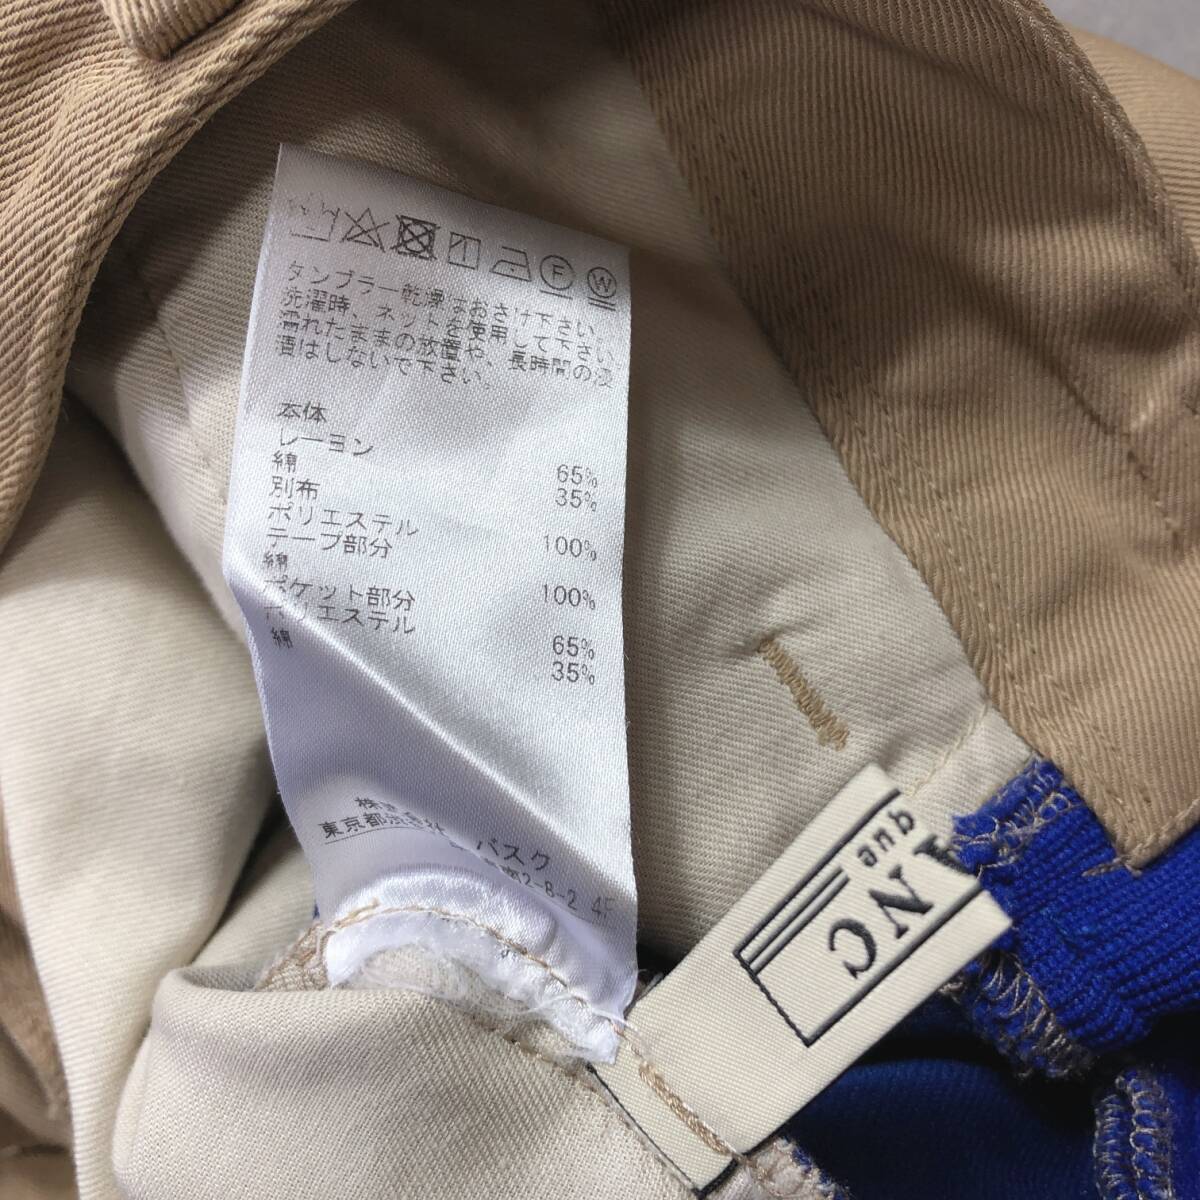 F
W
タンブラー乾燥はおさけ下さい。
洗濯時、ネットを使用して下さい。
濡れたままの放置や、長時間の浸
漬はしないで下さい。
本体
レーヨン 65%
綿 35%
別布
ポリエステル 100%
テープ部分
綿 100%
ポケット部分
ポリエステル 65%
綿 35%
バスク
東京都渋
2-8-2 4F
NC
que